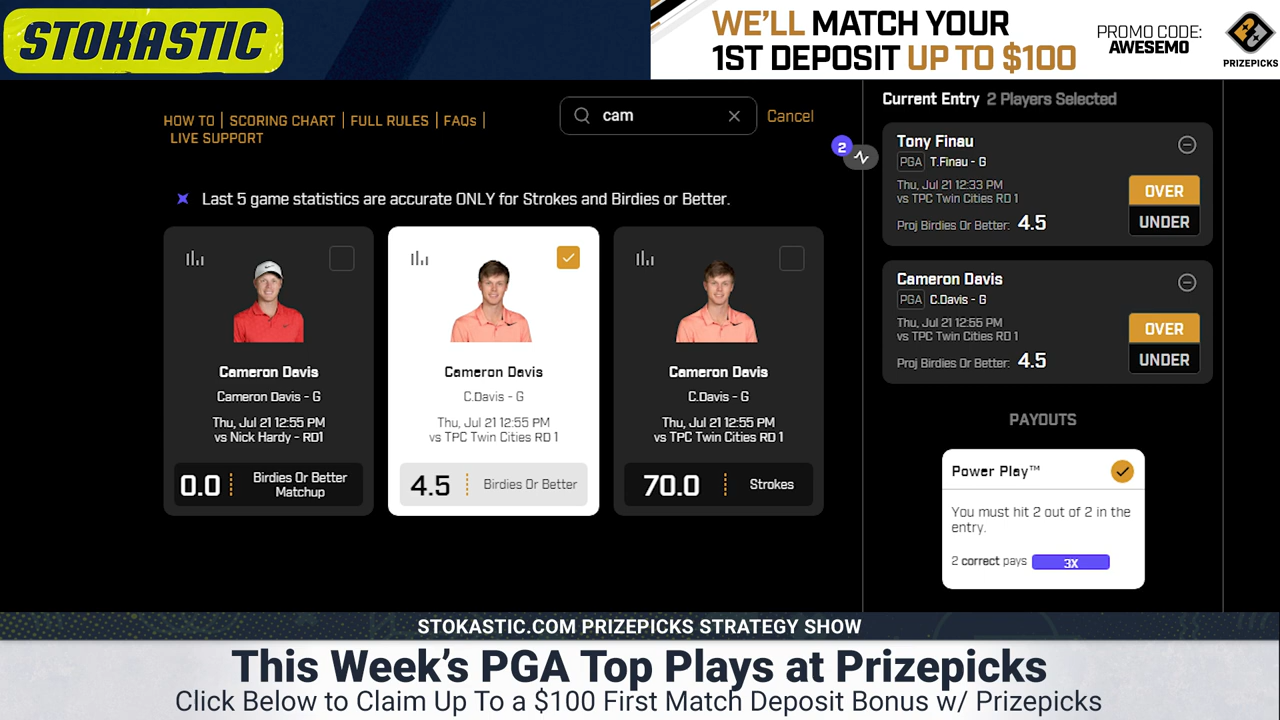 STOKASTIC
WE'LL MATCH YOUR
1ST DEPOSIT UP TO $100
PROMO CODE:
AWESEMO
PRIZEPICKS
HOW TO | SCORING CHART | FULL RULES | FAQs |
LIVE SUPPORT
cam
Cancel
Last 5 game statistics are accurate ONLY for Strokes and Birdies or Better.
Cameron Davis
Cameron Davis - G
Thu, Jul 21 12:55 PM
vs Nick Hardy - RD1
0.0
Birdies Or Better
Matchup
Cameron Davis
C.Davis - G
Thu, Jul 21 12:55 PM
vs TPC Twin Cities RD 1
4.5
Birdies Or Better
Cameron Davis
C.Davis - G
Thu, Jul 21 12:55 PM
vs TPC Twin Cities RD 1
70.0
Strokes
2
Current Entry 2 Players Selected
Tony Finau
PGA T.Finau - G
Thu, Jul 21 12:33 PM
vs TPC Twin Cities RD 1
Proj Birdies Or Better: 4.5
OVER
UNDER
Cameron Davis
PGA C.Davis - G
Thu, Jul 21 12:55 PM
vs TPC Twin Cities RD 1
Proj Birdies Or Better: 4.5
OVER
UNDER
PAYOUTS
Power Play™
You must hit 2 out of 2 in the
entry.
2 correct pays 3X
STOKASTIC.COM PRIZEPICKS STRATEGY SHOW
This Week's PGA Top Plays at Prizepicks
Click Below to Claim Up To a $100 First Match Deposit Bonus w/ Prizepicks